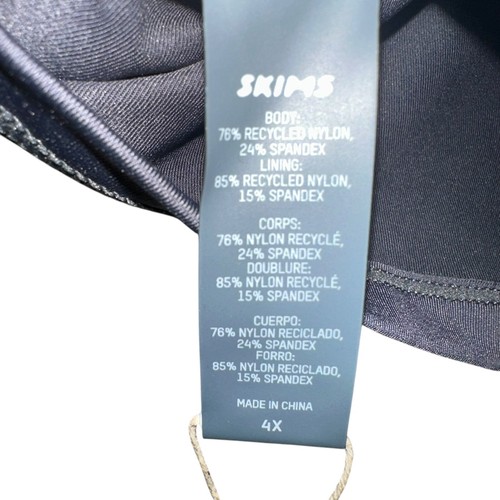 SKIMS
BODY:
76% RECYCLED NYLON,
24% SPANDEX
LINING:
85% RECYCLED NYLON,
15% SPANDEX
CORPS:
76% NYLON RECYCLÉ,
24% SPANDEX
DOUBLURE:
85% NYLON RECYCLÉ,
15% SPANDEX
CUERPO:
76% NYLON RECICLADO,
24% SPANDEX
FORRO:
85% NYLON RECICLADO,
15% SPANDEX
MADE IN CHINA
4X